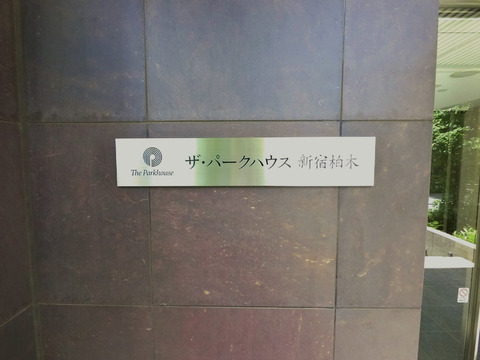 The Parkhouse
ザ・パークハウス 新宿柏木